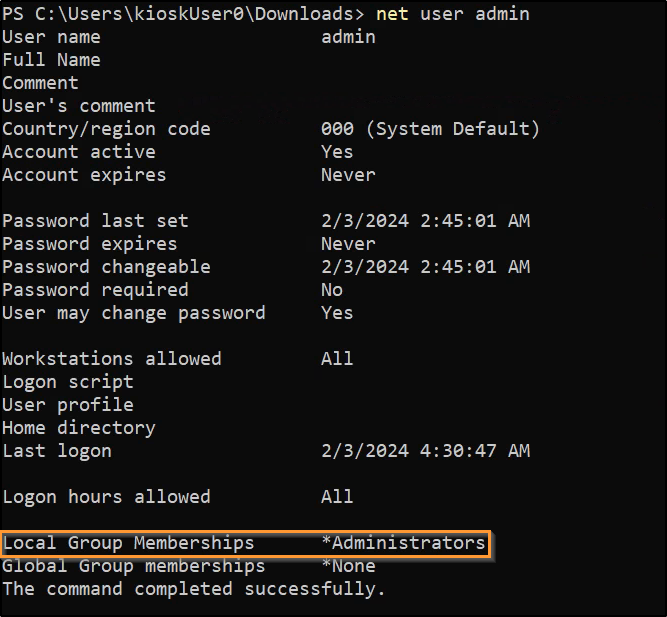 PS C:\Users\kioskUser0\Downloads> net user admin
User name                    admin
Full Name
Comment
User's comment
Country/region code          000 (System Default)
Account active               Yes
Account expires              Never
Password last set            2/3/2024 2:45:01 AM
Password expires             Never
Password changeable          2/3/2024 2:45:01 AM
Password required            No
User may change password     Yes
Workstations allowed         All
Logon script
User profile
Home directory
Last logon                   2/3/2024 4:30:47 AM
Logon hours allowed          All
Local Group Memberships      *Administrators
Global Group memberships     *None
The command completed successfully.